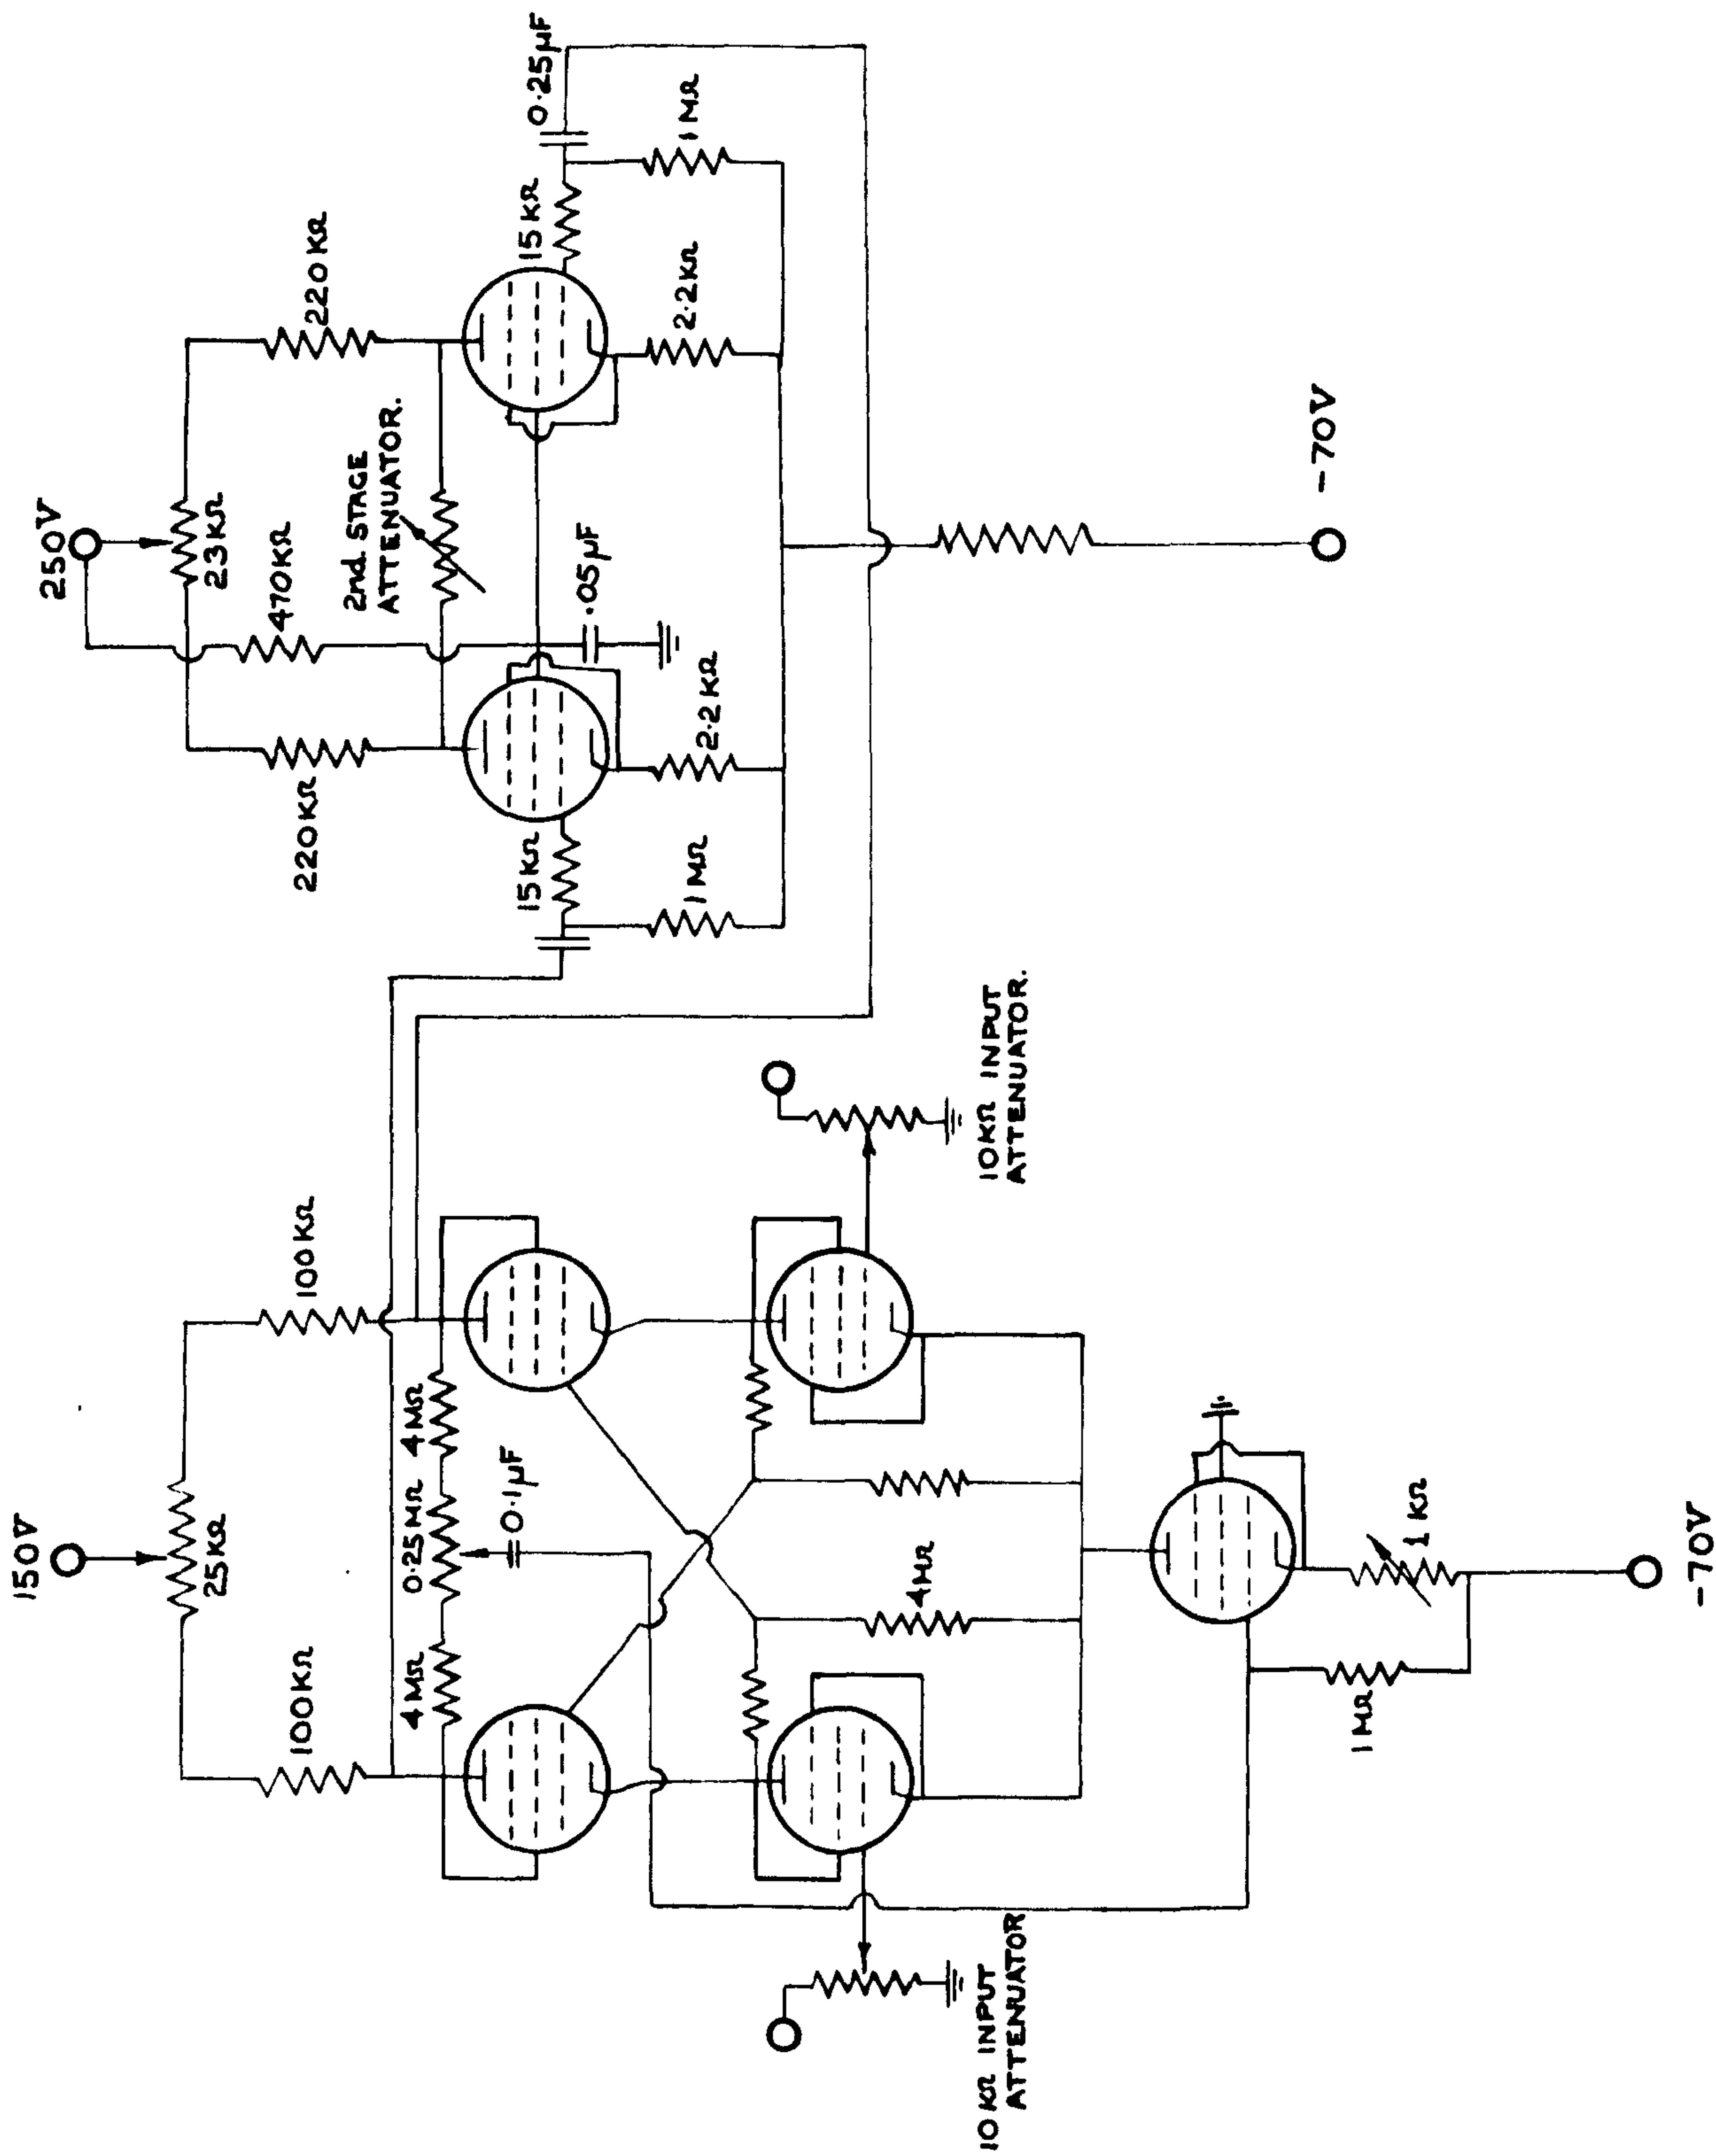 150V
25KΩ
100KΩ
100KΩ
4MΩ
0.25MΩ
4MΩ
0.1µF
4MΩ
10KΩ INPUT
ATTENUATOR
10KΩ INPUT
ATTENUATOR.
1MΩ
1KΩ
-70V
250V
23KΩ
470KΩ
220KΩ
220KΩ
2nd STAGE
ATTENUATOR.
.05µF
15KΩ
15KΩ
0.25µF
1MΩ
2.2KΩ
2.2KΩ
1MΩ
-70V